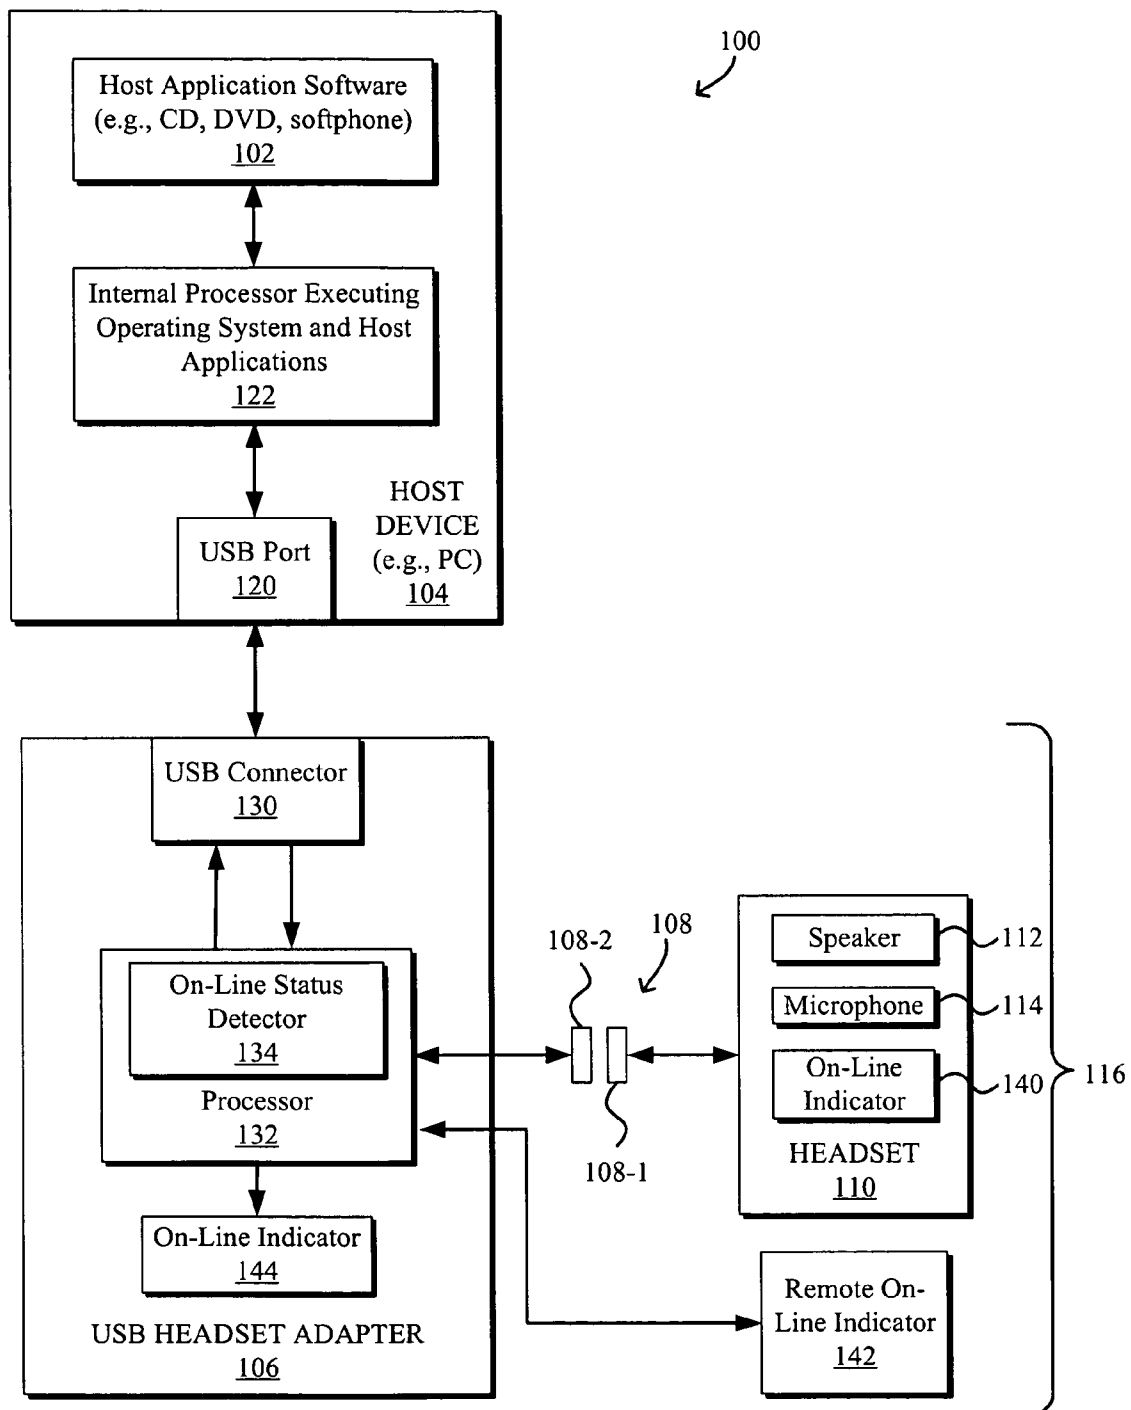 100
Host Application Software
(e.g., CD, DVD, softphone)
102
Internal Processor Executing
Operating System and Host
Applications
122
HOST
DEVICE
(e.g., PC)
104
USB Port
120
USB Connector
130
On-Line Status
Detector
134
Processor
132
On-Line Indicator
144
USB HEADSET ADAPTER
106
108-2
108
108-1
Speaker
112
Microphone
114
On-Line
Indicator
140
HEADSET
110
116
Remote On-
Line Indicator
142